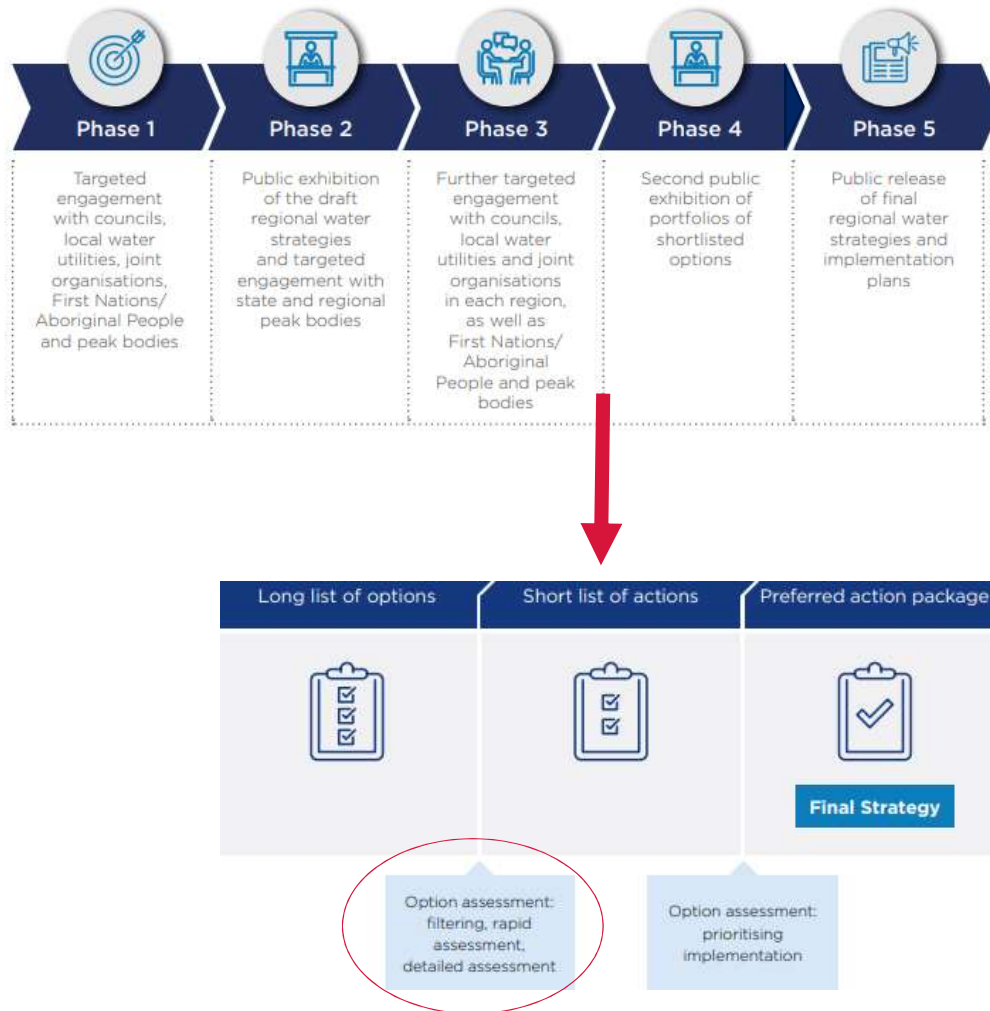 Phase 1
Phase 2
Phase 3
Phase 4
Phase 5
Targeted
engagement
with councils,
local water
utilities, joint
organisations,
First Nations/
Aboriginal People
and peak bodies
Public exhibition
of the draft
regional water
strategies
and targeted
engagement with
state and regional
peak bodies
Further targeted
engagement
with councils,
local water
utilities and joint
organisations
in each region,
as well as
First Nations/
Aboriginal
People and peak
bodies
Second public
exhibition of
portfolios of
shortlisted
options
Public release
of final
regional water
strategies and
implementation
plans
Long list of options
Short list of actions
Preferred action package
Final Strategy
Option assessment:
filtering, rapid
assessment,
detailed assessment
Option assessment:
prioritising
implementation